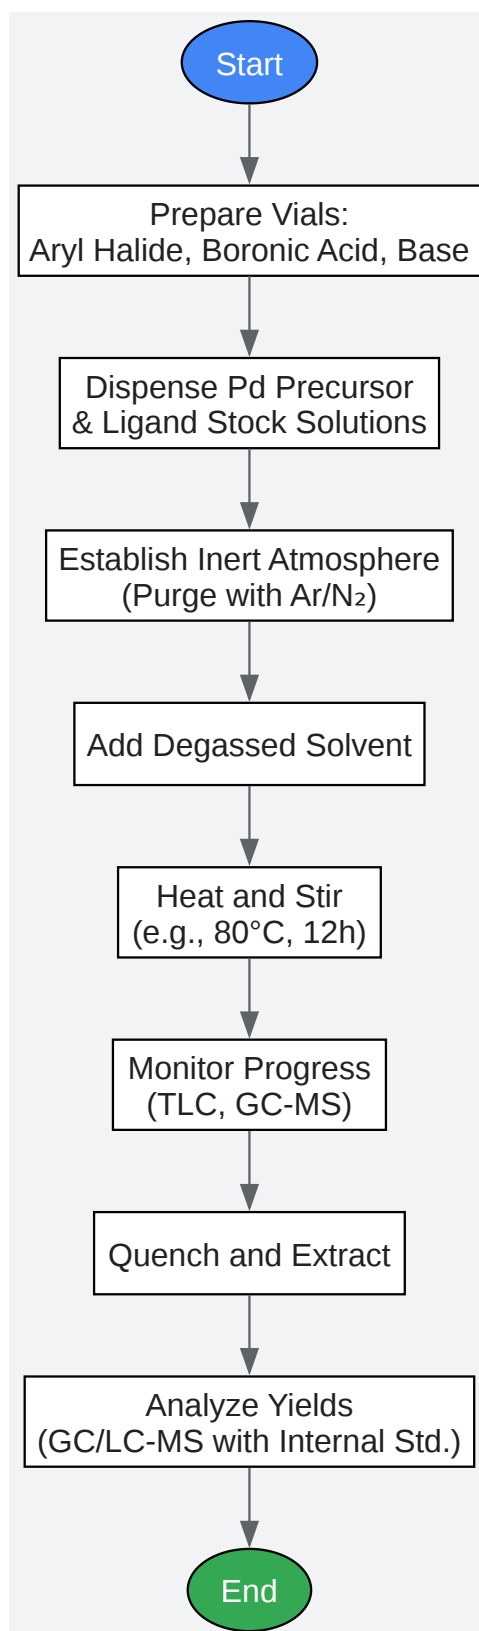 Start
Prepare Vials:
Aryl Halide, Boronic Acid, Base
Dispense Pd Precursor
& Ligand Stock Solutions
Establish Inert Atmosphere
(Purge with Ar/N₂)
Add Degassed Solvent
Heat and Stir
(e.g., 80°C, 12h)
Monitor Progress
(TLC, GC-MS)
Quench and Extract
Analyze Yields
(GC/LC-MS with Internal Std.)
End